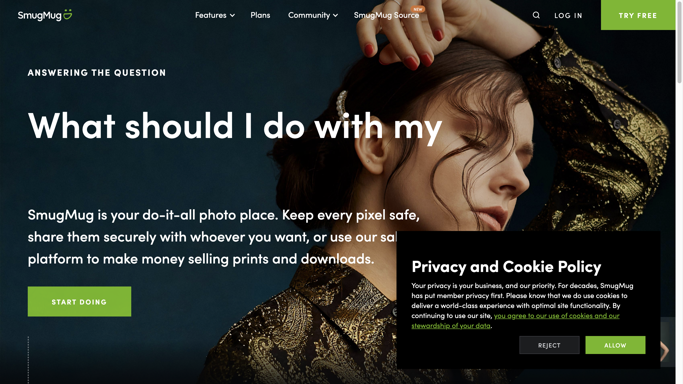 SmugMug
Features
Plans
Community
SmugMug Source
NEW
LOG IN
TRY FREE
ANSWERING THE QUESTION
What should I do with my
SmugMug is your do-it-all photo place. Keep every pixel safe,
share them securely with whoever you want, or use our
platform to make money selling prints and downloads.
START DOING
Privacy and Cookie Policy
Your privacy is your business, and our priority. For decades, SmugMug
has put member privacy first. Please know that we do use cookies to
deliver a world-class experience with optimal site functionality. By
continuing to use our site, you agree to our use of cookies and our
stewardship of your data.
REJECT
ALLOW